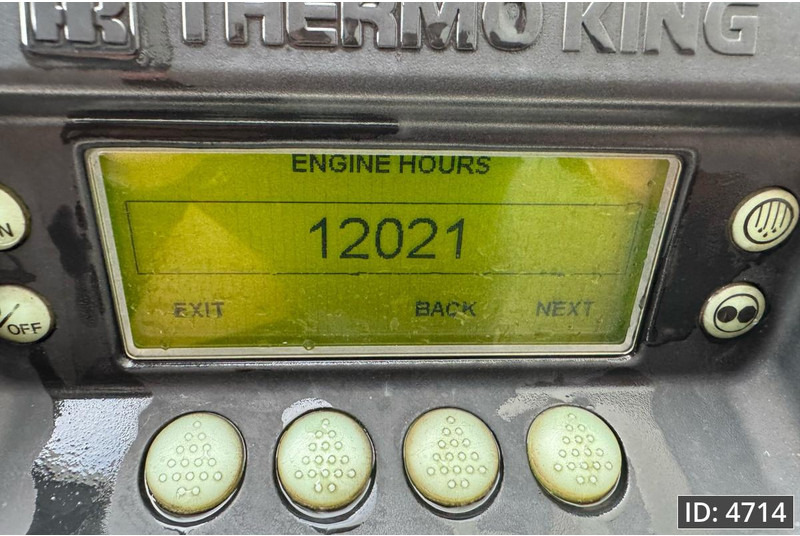 THERMO KING
ENGINE HOURS
12021
EXIT BACK NEXT
N
/OFF
ID: 4714